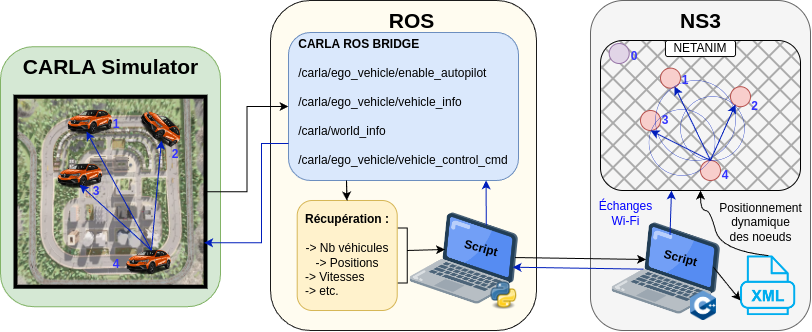 CARLA Simulator
1
2
3
4
ROS
CARLA ROS BRIDGE
/carla/ego_vehicle/enable_autopilot
/carla/ego_vehicle/vehicle_info
/carla/world_info
/carla/ego_vehicle/vehicle_control_cmd
Récupération :
-> Nb véhicules
-> Positions
-> Vitesses
-> etc.
Script
NS3
NETANIM
0
1
2
3
4
Échanges
Wi-Fi
Positionnement
dynamique
des noeuds
Script
C++
XML